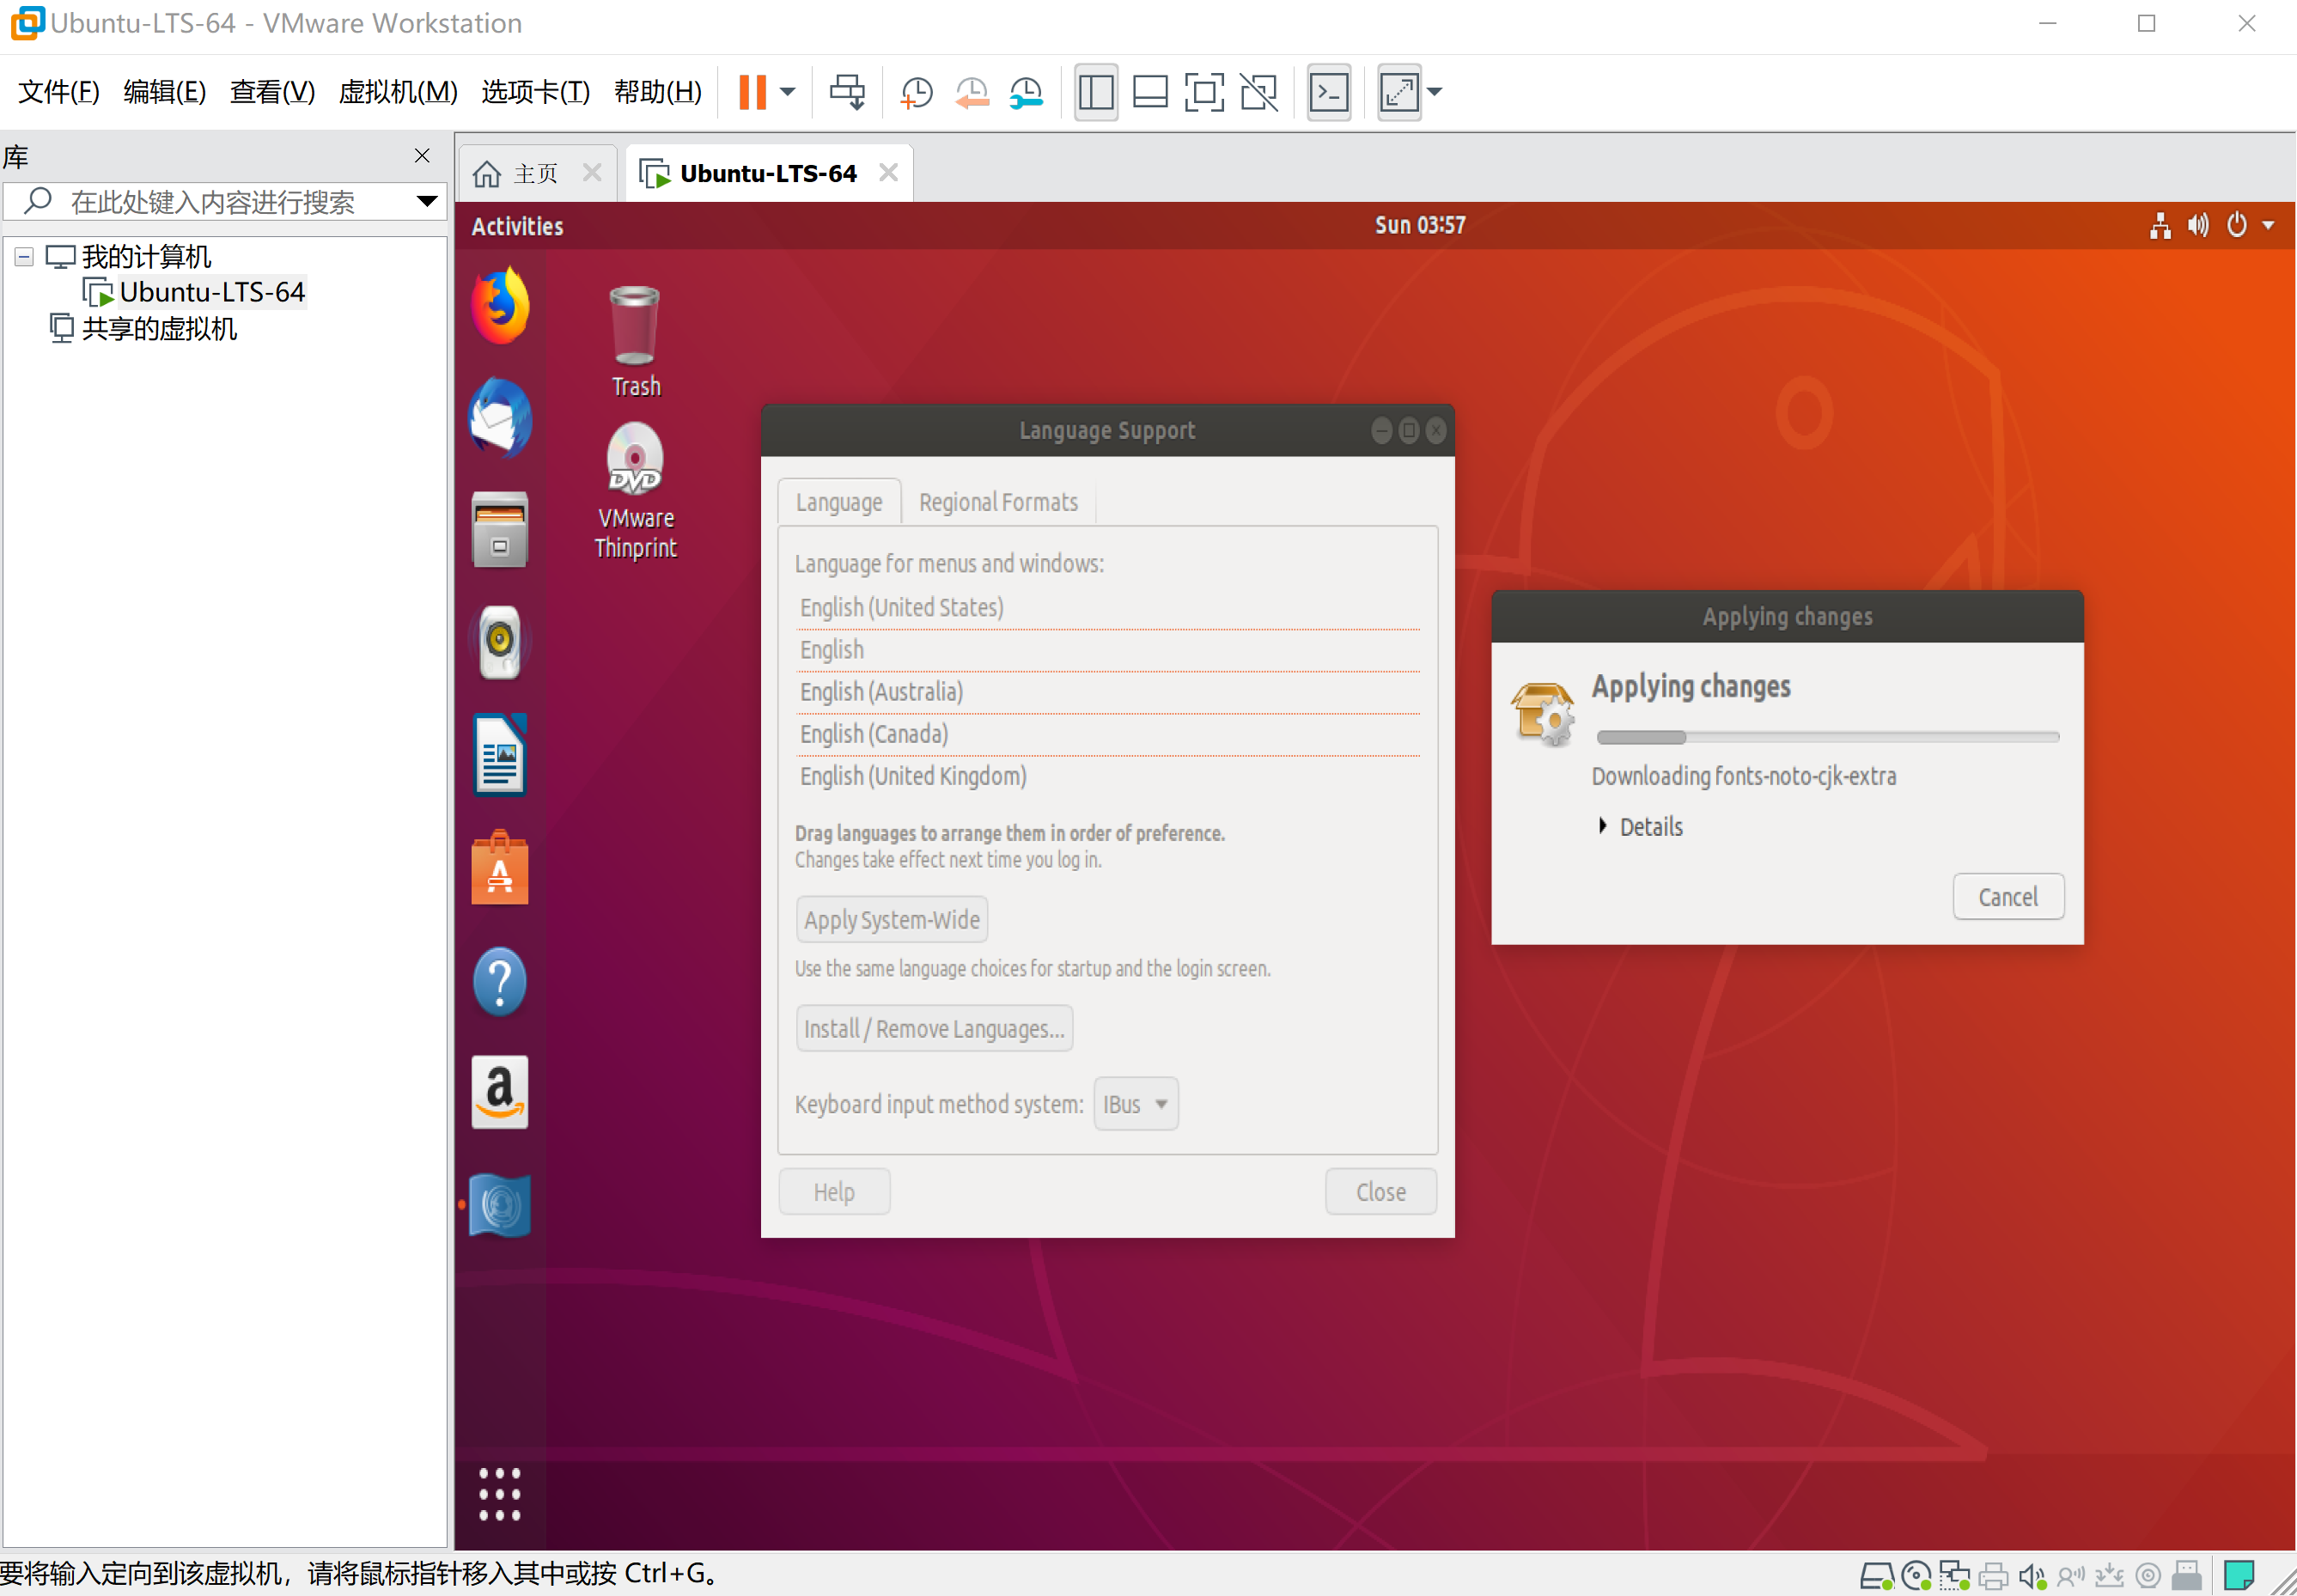 Ubuntu-LTS-64 - VMware Workstation
文件(F) 编辑(E) 查看(V) 虚拟机(M) 选项卡(T) 帮助(H)
库
在此处键入内容进行搜索
我的计算机
Ubuntu-LTS-64
共享的虚拟机
主页
Ubuntu-LTS-64
Activities
Sun 03:57
Trash
DVD
VMware
Thinprint
Language Support
Language
Regional Formats
Language for menus and windows:
English (United States)
English
English (Australia)
English (Canada)
English (United Kingdom)
Drag languages to arrange them in order of preference.
Changes take effect next time you log in.
Apply System-Wide
Use the same language choices for startup and the login screen.
Install / Remove Languages...
Keyboard input method system: IBus
Help
Close
Applying changes
Applying changes
Downloading fonts-noto-cjk-extra
Details
Cancel
要将输入定向到该虚拟机，请将鼠标指针移入其中或按 Ctrl+G。